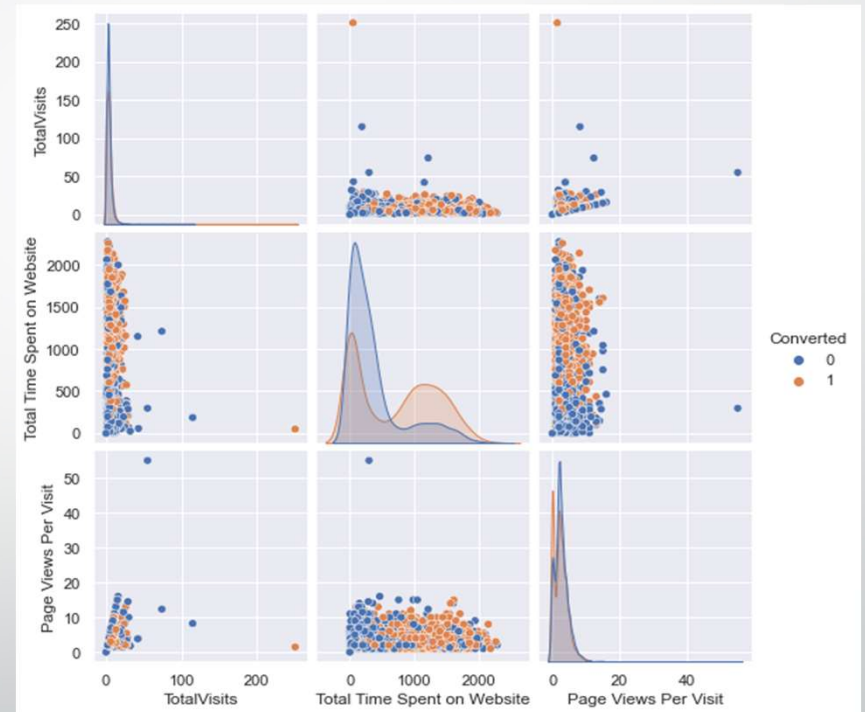 250
200
150
100
50
0
TotalVisits
2000
1500
1000
500
0
Total Time Spent on Website
Converted
0
1
50
40
30
20
10
0
Page Views Per Visit
0 100 200
0 1000 2000
0 20 40
TotalVisits
Total Time Spent on Website
Page Views Per Visit